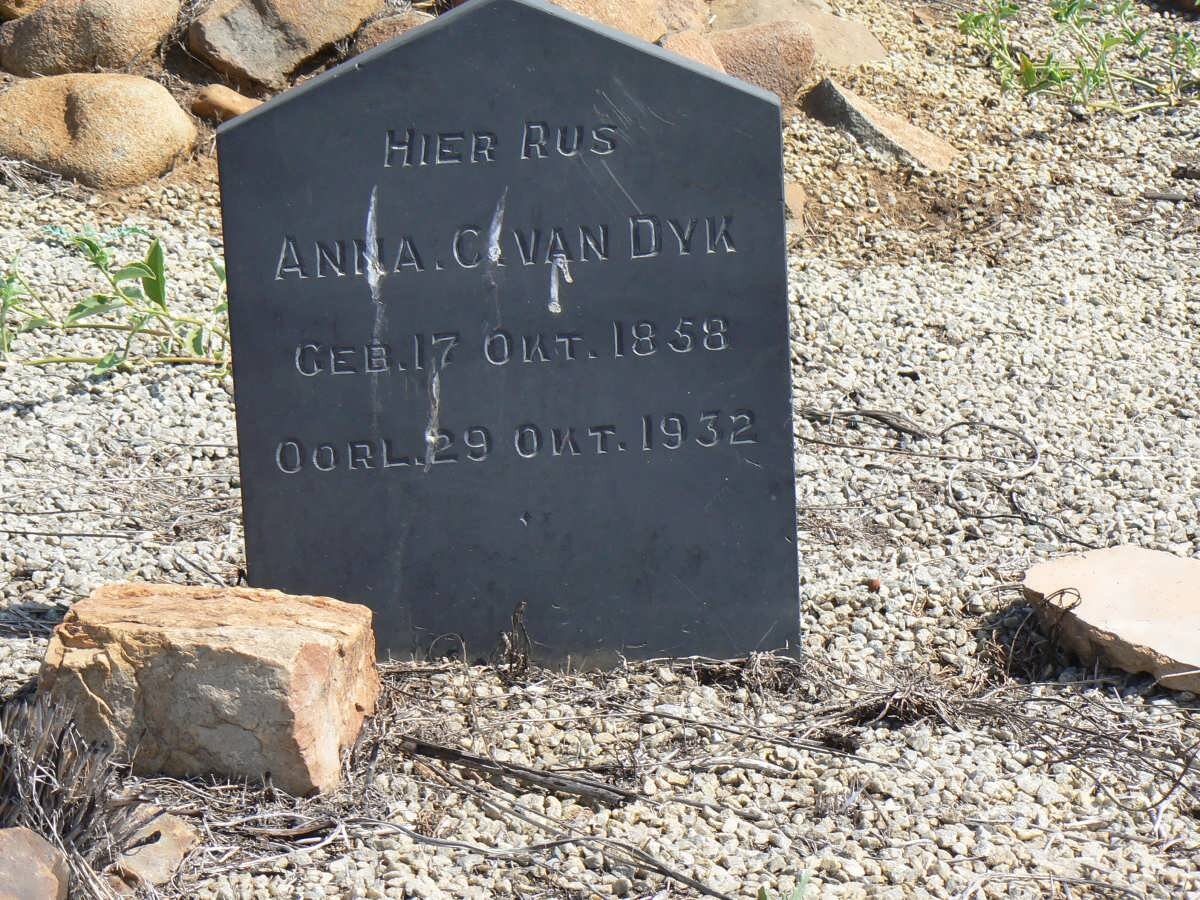 HIER RUS
ANNA. C. VAN DYK
GEB. 17 OKT. 1858
OORL. 29 OKT. 1932